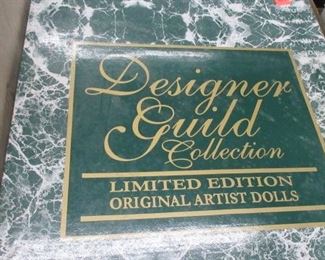 Designer
Guild
Collection
LIMITED EDITION
ORIGINAL ARTIST DOLLS